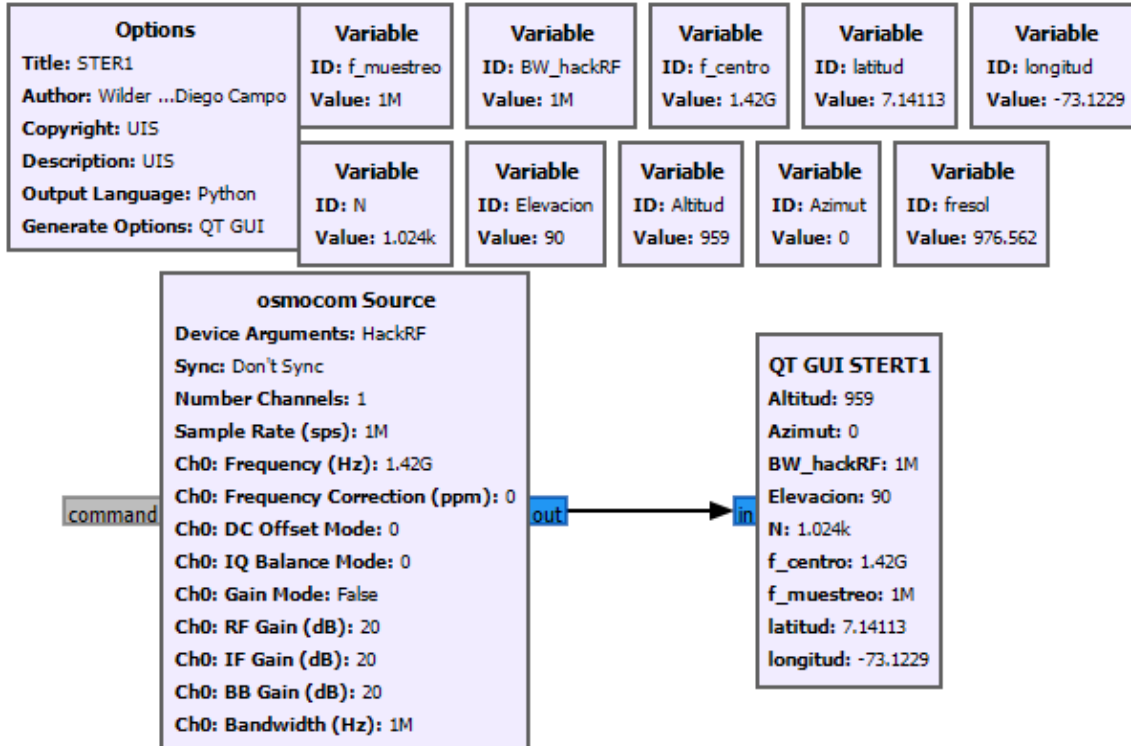 Options
Title: STER1
Author: Wilder ...Diego Campo
Copyright: UIS
Description: UIS
Output Language: Python
Generate Options: QT GUI
Variable
ID: f_muestreo
Value: 1M
Variable
ID: BW_hackRF
Value: 1M
Variable
ID: f_centro
Value: 1.42G
Variable
ID: latitud
Value: 7.14113
Variable
ID: longitud
Value: -73.1229
Variable
ID: N
Value: 1.024k
Variable
ID: Elevacion
Value: 90
Variable
ID: Altitud
Value: 959
Variable
ID: Azimut
Value: 0
Variable
ID: fresol
Value: 976.562
osmocom Source
Device Arguments: HackRF
Sync: Don't Sync
Number Channels: 1
Sample Rate (sps): 1M
Ch0: Frequency (Hz): 1.42G
Ch0: Frequency Correction (ppm): 0
Ch0: DC Offset Mode: 0
Ch0: IQ Balance Mode: 0
Ch0: Gain Mode: False
Ch0: RF Gain (dB): 20
Ch0: IF Gain (dB): 20
Ch0: BB Gain (dB): 20
Ch0: Bandwidth (Hz): 1M
command
out
in
QT GUI STERT1
Altitud: 959
Azimut: 0
BW_hackRF: 1M
Elevacion: 90
N: 1.024k
f_centro: 1.42G
f_muestreo: 1M
latitud: 7.14113
longitud: -73.1229